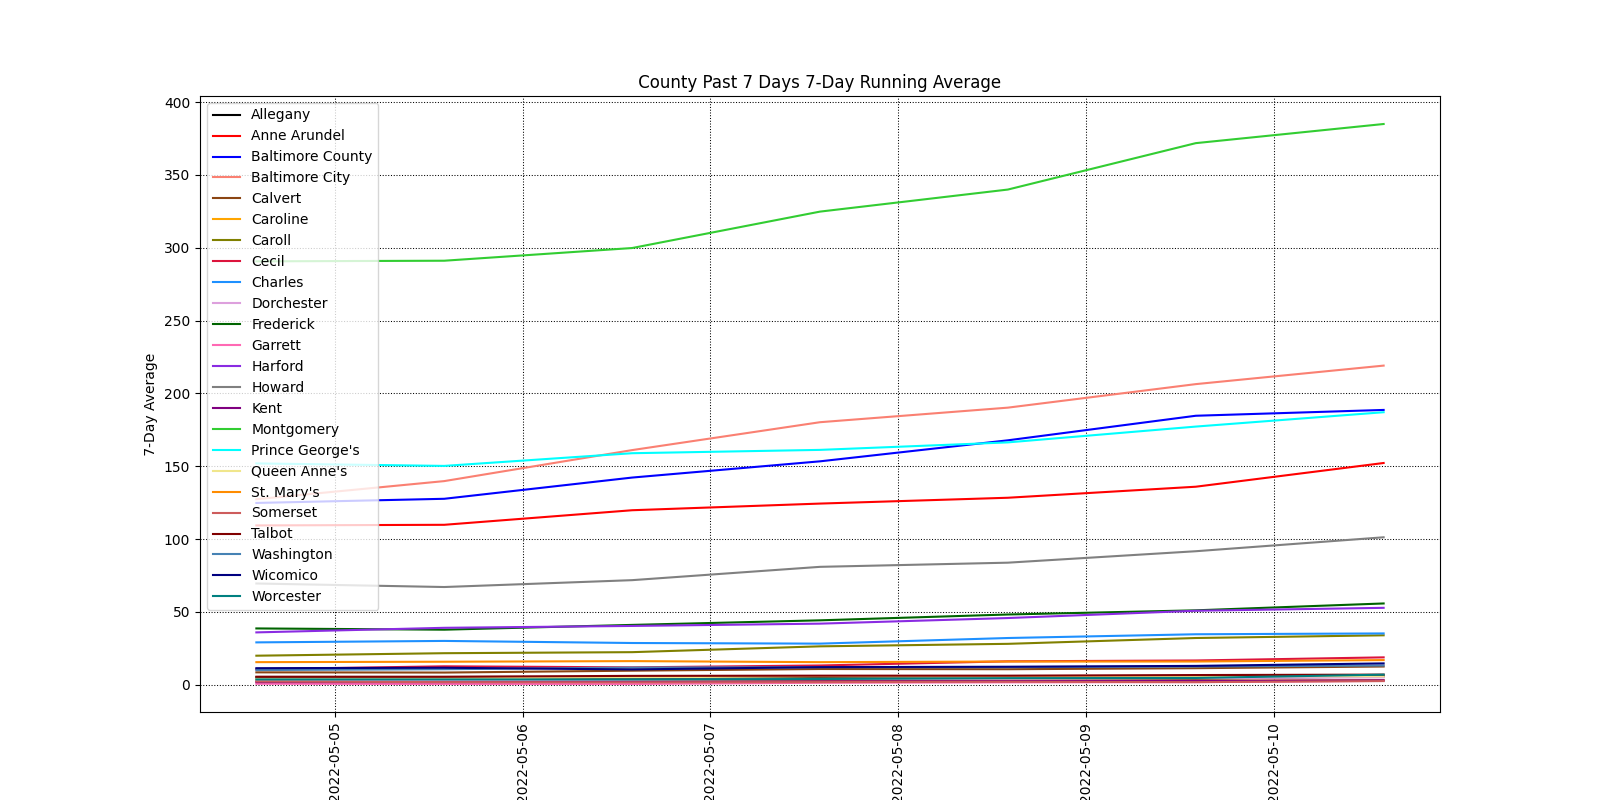 County Past 7 Days 7-Day Running Average
400
350
300
250
200
150
100
50
0
7-Day Average
Allegany
Anne Arundel
Baltimore County
Baltimore City
Calvert
Caroline
Caroll
Cecil
Charles
Dorchester
Frederick
Garrett
Harford
Howard
Kent
Montgomery
Prince George's
Queen Anne's
St. Mary's
Somerset
Talbot
Washington
Wicomico
Worcester
2022-05-05
2022-05-06
2022-05-07
2022-05-08
2022-05-09
2022-05-10